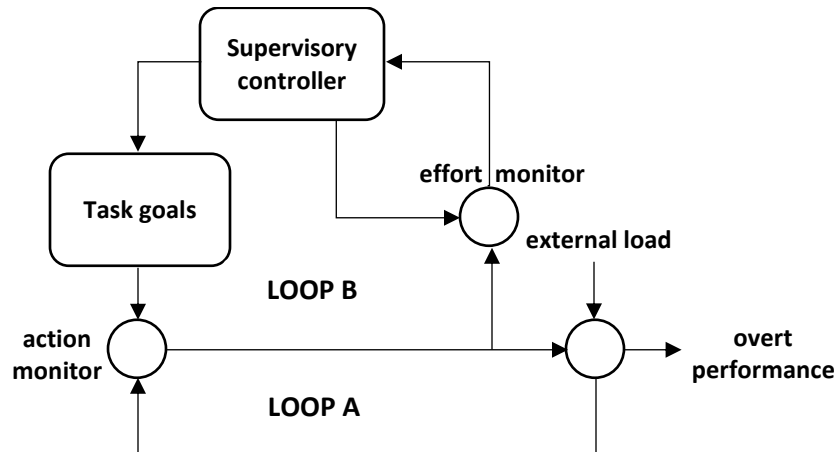 Supervisory
controller
effort monitor
Task goals
external load
LOOP B
action
monitor
overt
performance
LOOP A